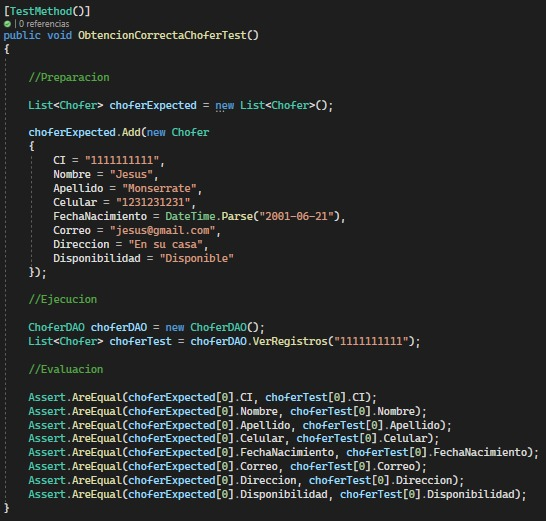 [TestMethod()]
| 0 referencias
public void ObtencionCorrectaChoferTest()
{
//Preparacion
List<Chofer> choferExpected = new List<Chofer>();
choferExpected.Add(new Chofer
{
CI = "1111111111",
Nombre = "Jesus",
Apellido = "Monserrate",
Celular = "1231231231",
FechaNacimiento = DateTime.Parse("2001-06-21"),
Correo = "jesus@gmail.com",
Direccion = "En su casa",
Disponibilidad = "Disponible"
});
//Ejecucion
ChoferDAO choferDAO = new ChoferDAO();
List<Chofer> choferTest = choferDAO.VerRegistros("1111111111");
//Evaluacion
Assert.AreEqual(choferExpected[0].CI, choferTest[0].CI);
Assert.AreEqual(choferExpected[0].Nombre, choferTest[0].Nombre);
Assert.AreEqual(choferExpected[0].Apellido, choferTest[0].Apellido);
Assert.AreEqual(choferExpected[0].Celular, choferTest[0].Celular);
Assert.AreEqual(choferExpected[0].FechaNacimiento, choferTest[0].FechaNacimiento);
Assert.AreEqual(choferExpected[0].Correo, choferTest[0].Correo);
Assert.AreEqual(choferExpected[0].Direccion, choferTest[0].Direccion);
Assert.AreEqual(choferExpected[0].Disponibilidad, choferTest[0].Disponibilidad);
}